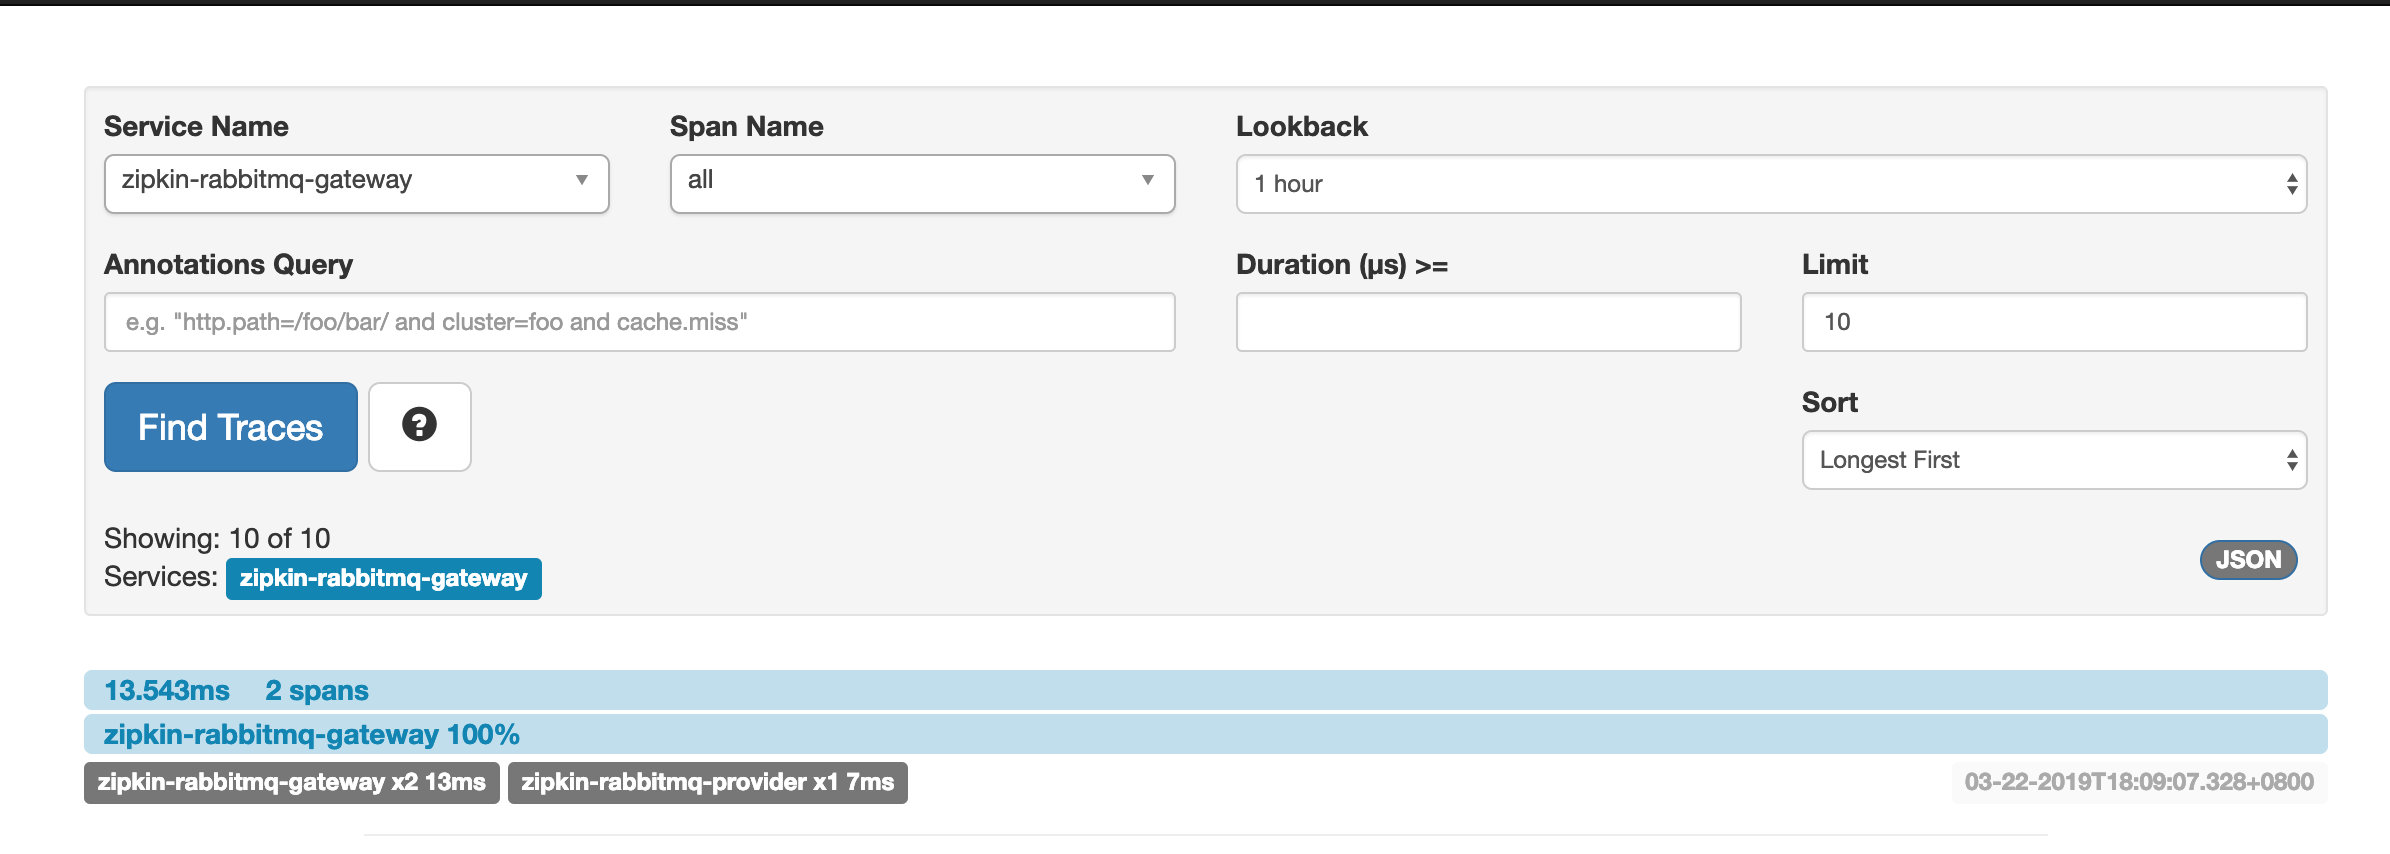 Service Name
Span Name
Lookback
zipkin-rabbitmq-gateway
all
1 hour
Annotations Query
Duration (μs) >=
Limit
e.g. "http.path=/foo/bar/ and cluster=foo and cache.miss"
10
Find Traces
?
Sort
Longest First
Showing: 10 of 10
Services: zipkin-rabbitmq-gateway
JSON
13.543ms 2 spans
zipkin-rabbitmq-gateway 100%
zipkin-rabbitmq-gateway x2 13ms
zipkin-rabbitmq-provider x1 7ms
03-22-2019T18:09:07.328+0800